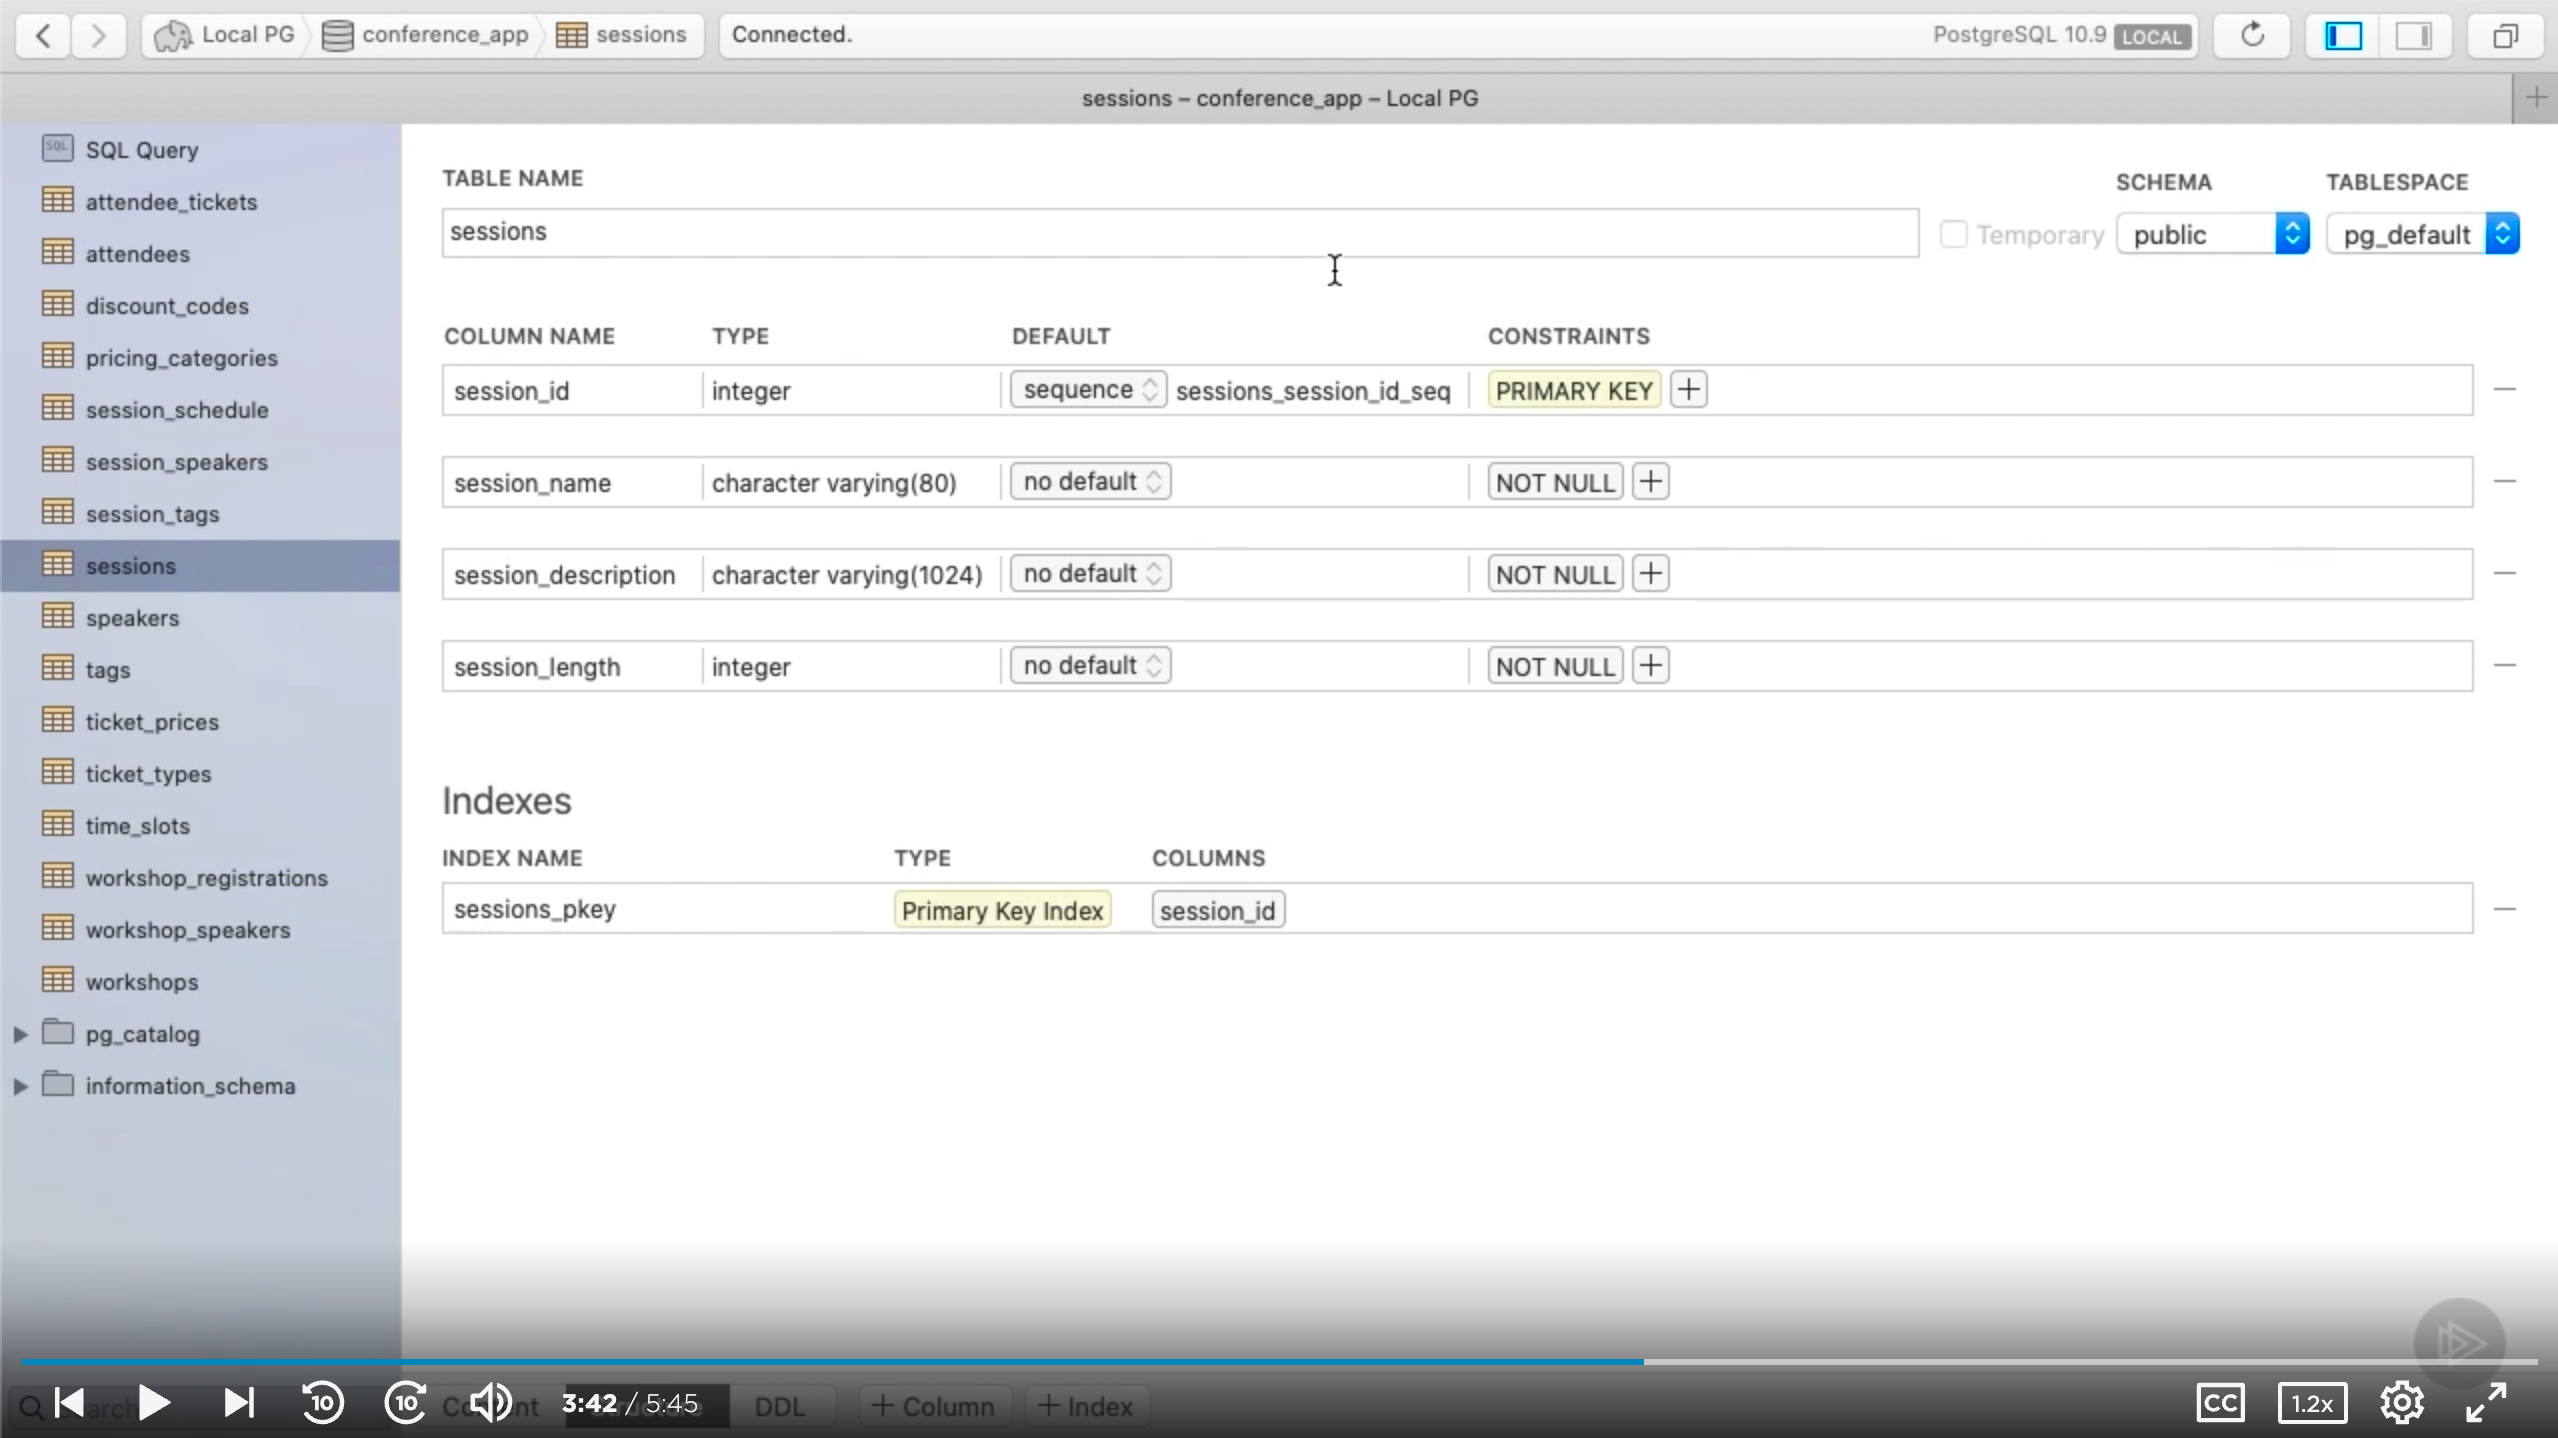 Local PG conference_app sessions Connected. PostgreSQL 10.9 LOCAL
sessions – conference_app – Local PG
SQL Query
attendee_tickets
attendees
discount_codes
pricing_categories
session_schedule
session_speakers
session_tags
sessions
speakers
tags
ticket_prices
ticket_types
time_slots
workshop_registrations
workshop_speakers
workshops
pg_catalog
information_schema
TABLE NAME SCHEMA TABLESPACE
sessions Temporary public pg_default
COLUMN NAME TYPE DEFAULT CONSTRAINTS
session_id integer sequence sessions_session_id_seq PRIMARY KEY
session_name character varying(80) no default NOT NULL
session_description character varying(1024) no default NOT NULL
session_length integer no default NOT NULL
Indexes
INDEX NAME TYPE COLUMNS
sessions_pkey Primary Key Index session_id
10 10 3:42 / 5:45 DDL + Column + Index CC 1.2x